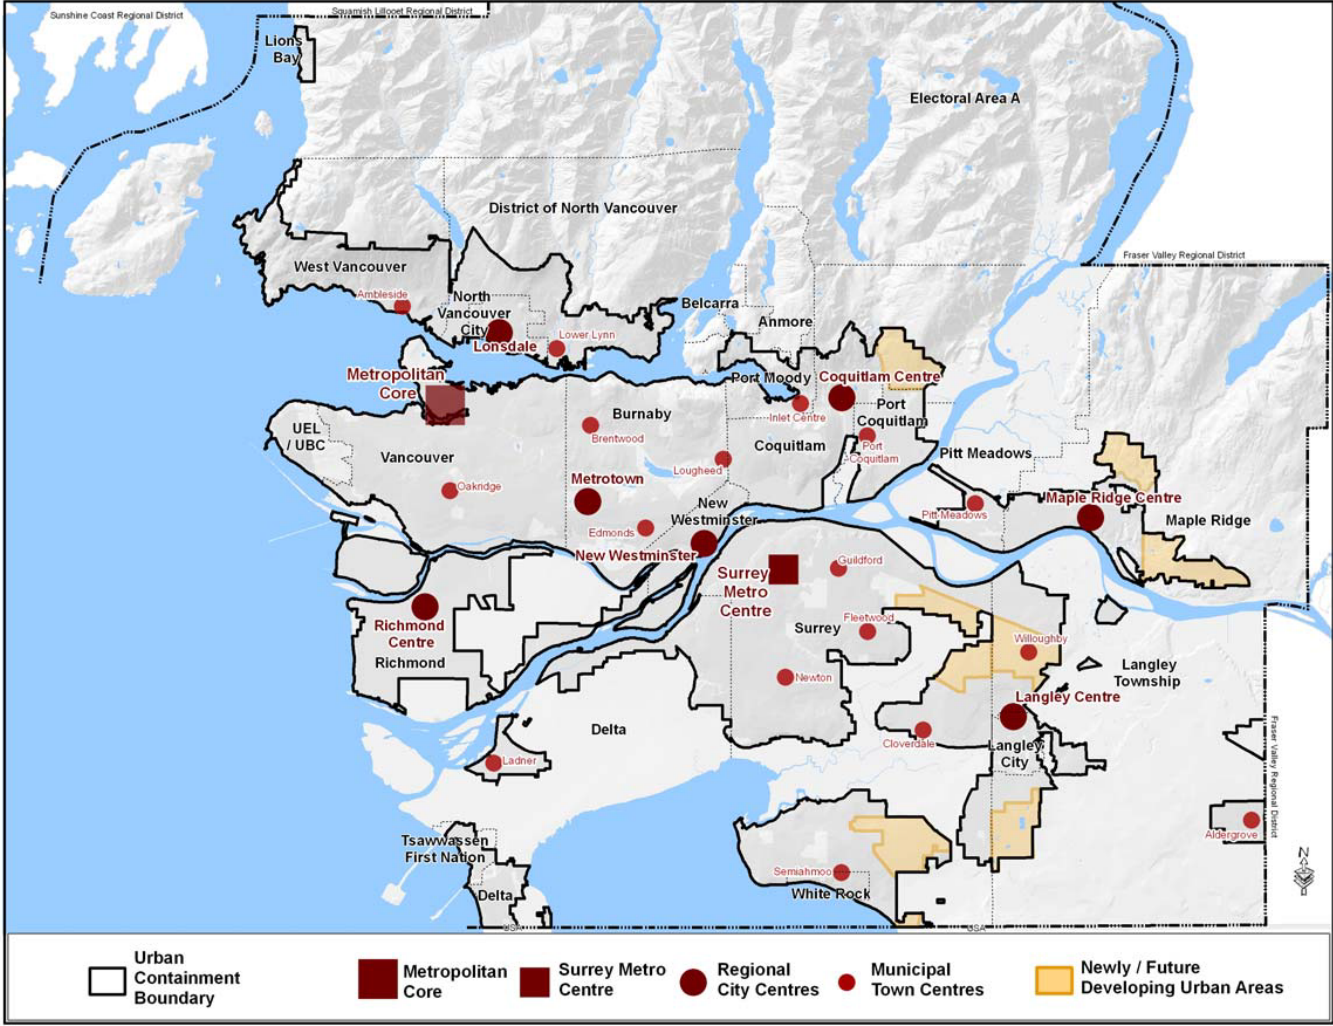 Sunshine Coast Regional District
Squamish Lillooet Regional District
Lions
Bay
Electoral Area A
District of North Vancouver
Fraser Valley Regional District
West Vancouver
Ambleside
North
Vancouver
City
Lonsdale
Lower Lynn
Belcarra
Anmore
Metropolitan
Core
Port Moody
Coquitlam Centre
Inlet Centre
Port
Coquitlam
Port
Coquitlam
UEL
/ UBC
Vancouver
Burnaby
Brentwood
Coquitlam
Lougheed
Pitt Meadows
Oakridge
Metrotown
Edmonds
New
Westminster
New Westminster
Pitt Meadows
Maple Ridge Centre
Maple Ridge
Surrey
Metro
Centre
Guildford
Richmond
Centre
Richmond
Surrey
Fleetwood
Willoughby
Newton
Langley
Township
Langley Centre
Delta
Cloverdale
Langley
City
Ladner
Fraser Valley Regional District
Tsawwassen
First Nation
Delta
Semiahmoo
White Rock
Aldergrove
N
USA
USA
Urban
Containment
Boundary
Metropolitan
Core
Surrey Metro
Centre
Regional
City Centres
Municipal
Town Centres
Newly / Future
Developing Urban Areas